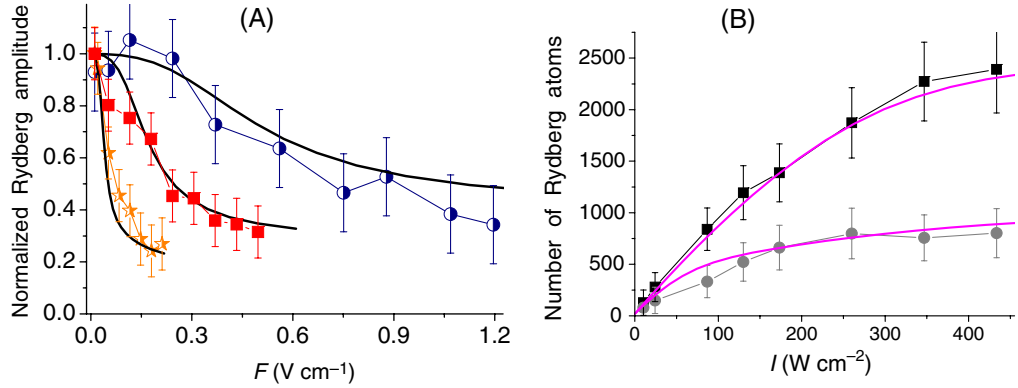 (A)
Normalized Rydberg amplitude
1.0
0.8
0.6
0.4
0.2
0.0
0.0 0.3 0.6 0.9 1.2
F (V cm⁻¹)
(B)
Number of Rydberg atoms
2500
2000
1500
1000
500
0
0 100 200 300 400
I (W cm⁻²)